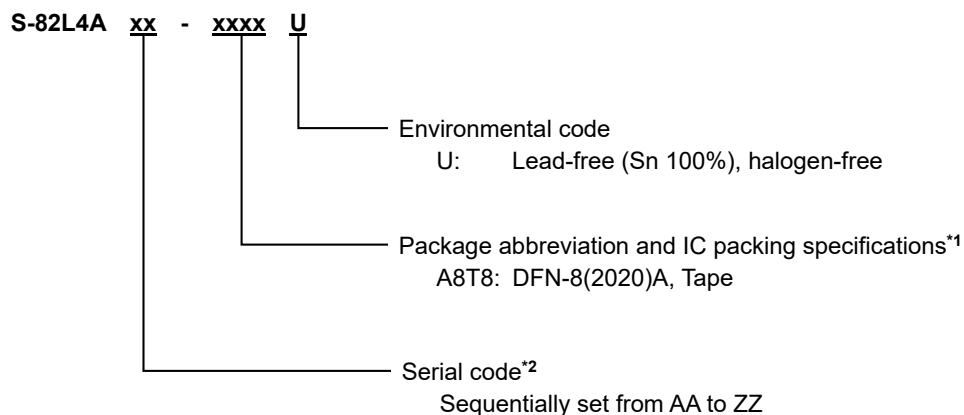 S-82L4A xx - xxxx U
Environmental code
U: Lead-free (Sn 100%), halogen-free
Package abbreviation and IC packing specifications*1
A8T8: DFN-8(2020)A, Tape
Serial code*2
Sequentially set from AA to ZZ